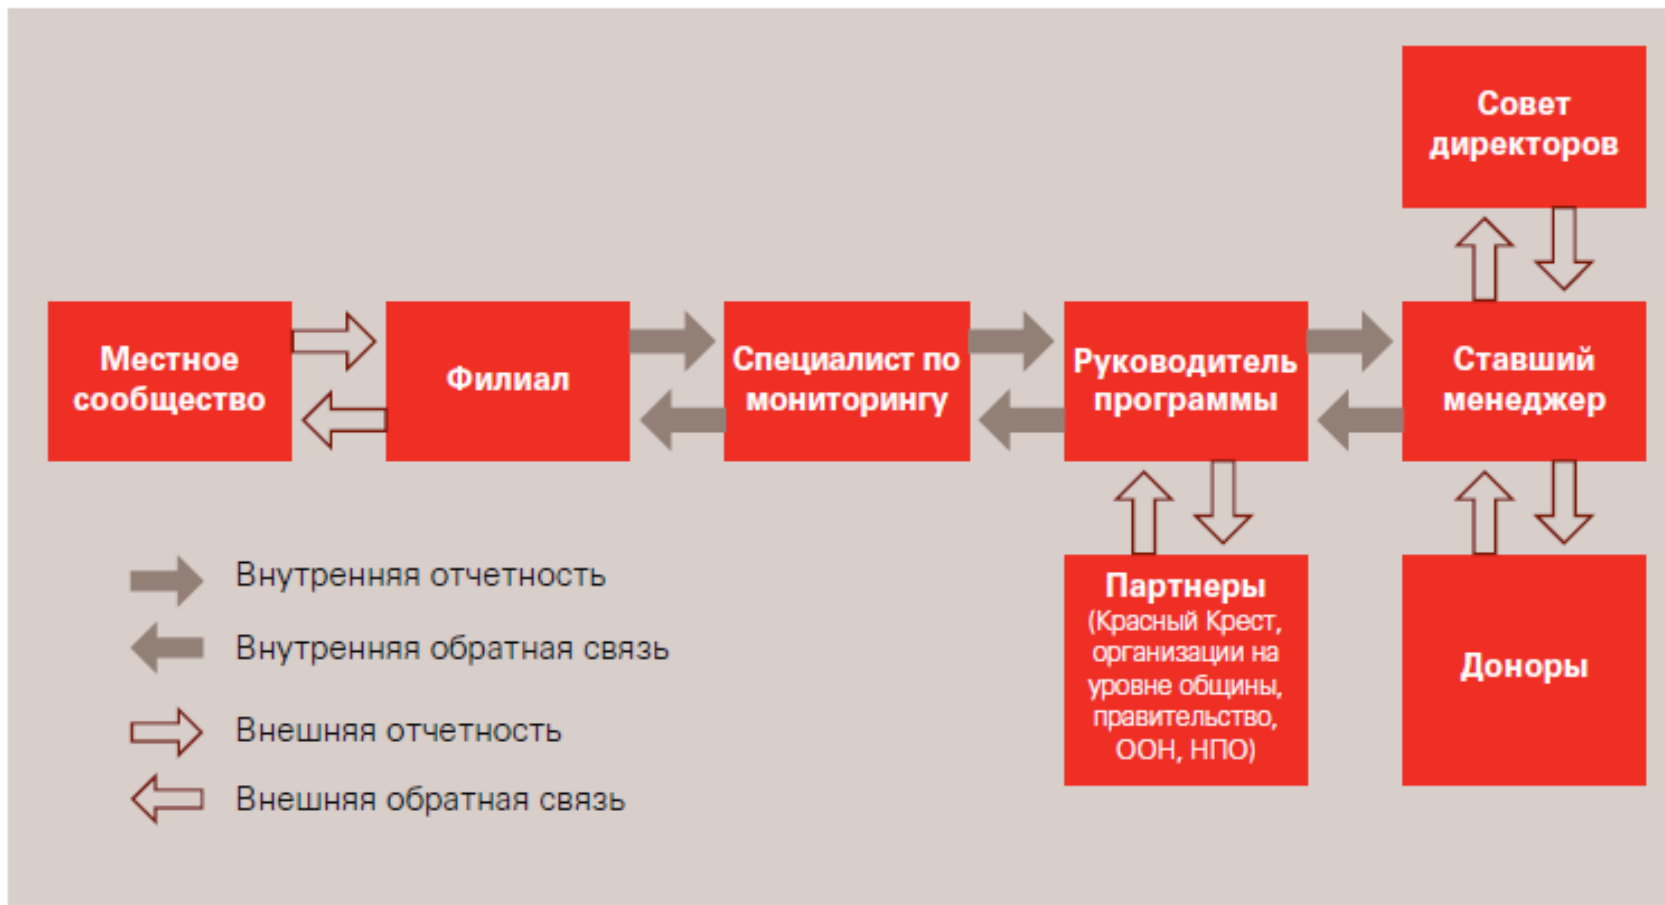 Совет
директоров
Местное
сообщество
Филиал
Специалист по
мониторингу
Руководитель
программы
Ставший
менеджер
Партнеры
(Красный Крест,
организации на
уровне общины,
правительство,
ООН, НПО)
Доноры
Внутренняя отчетность
Внутренняя обратная связь
Внешняя отчетность
Внешняя обратная связь